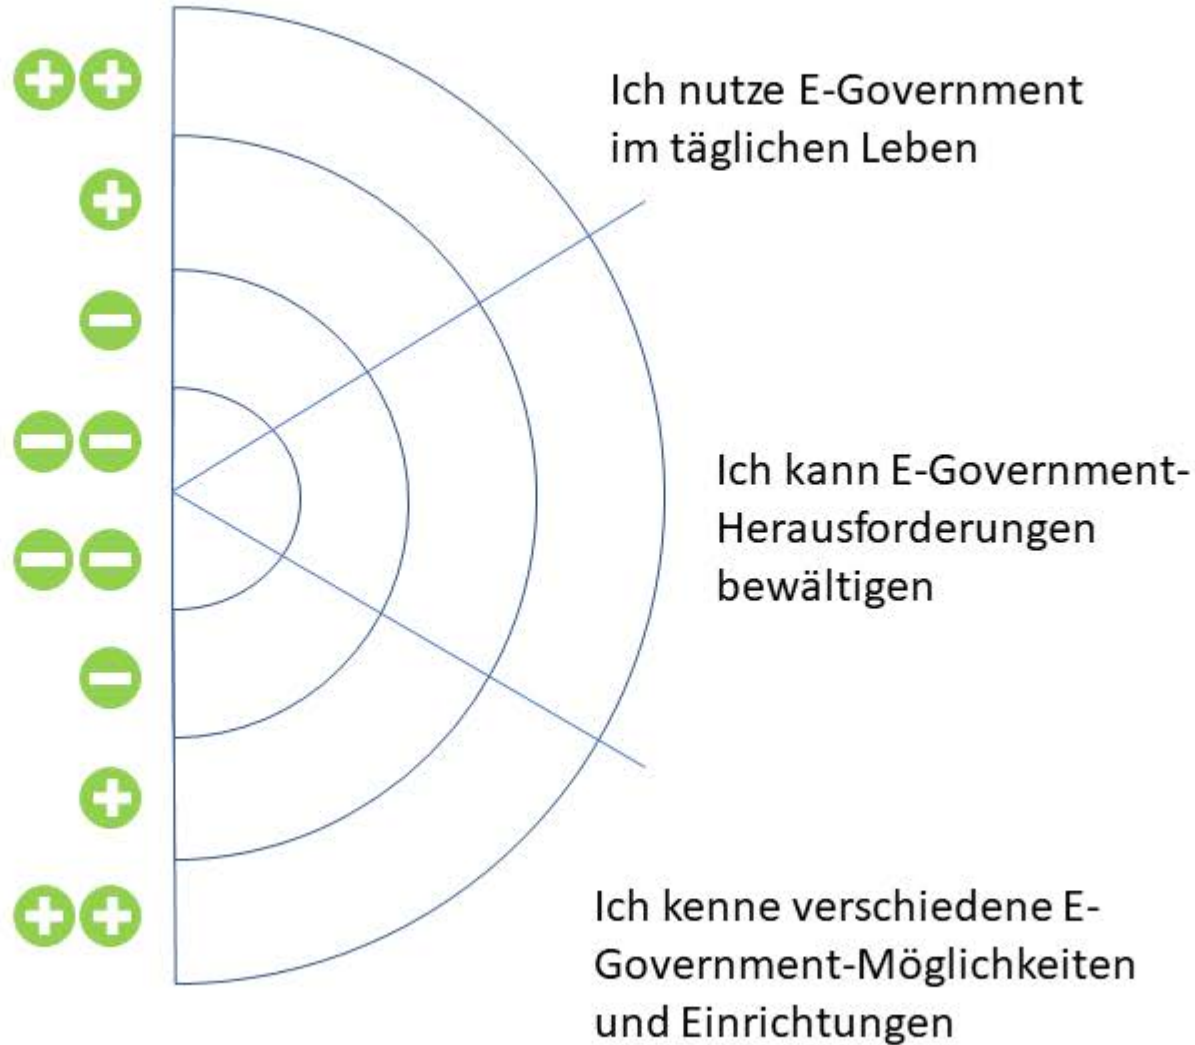 Ich nutze E-Government
im täglichen Leben
Ich kann E-Government-
Herausforderungen
bewältigen
Ich kenne verschiedene E-
Government-Möglichkeiten
und Einrichtungen